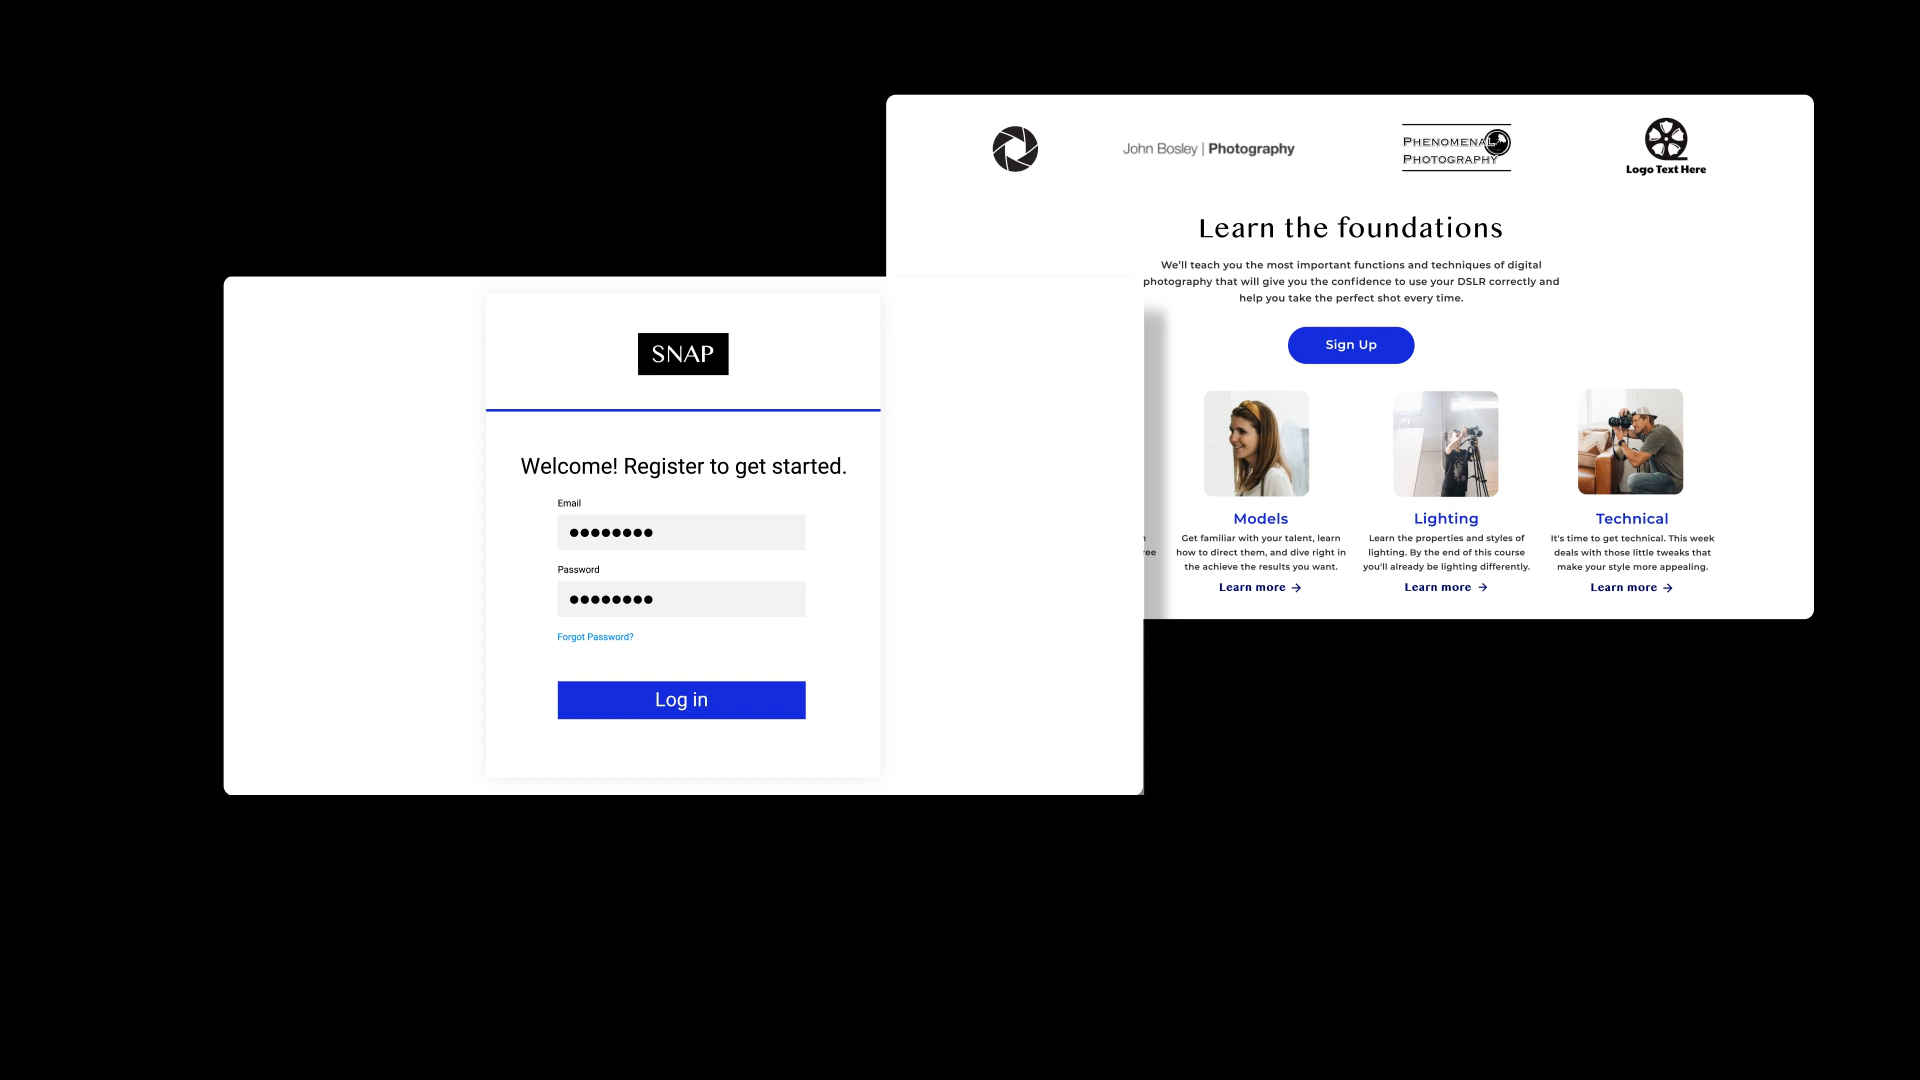 John Bosley | Photography
PHENOMENAL
PHOTOGRAPHY
Logo Text Here
Learn the foundations
We'll teach you the most important functions and techniques of digital
photography that will give you the confidence to use your DSLR correctly and
help you take the perfect shot every time.
Sign Up
Models
Get familiar with your talent, learn
how to direct them, and dive right in
the achieve the results you want.
Learn more →
Lighting
Learn the properties and styles of
lighting. By the end of this course
you'll already be lighting differently.
Learn more →
Technical
It's time to get technical. This week
deals with those little tweaks that
make your style more appealing.
Learn more →
SNAP
Welcome! Register to get started.
Email
●●●●●●●●
Password
●●●●●●●●
Forgot Password?
Log in